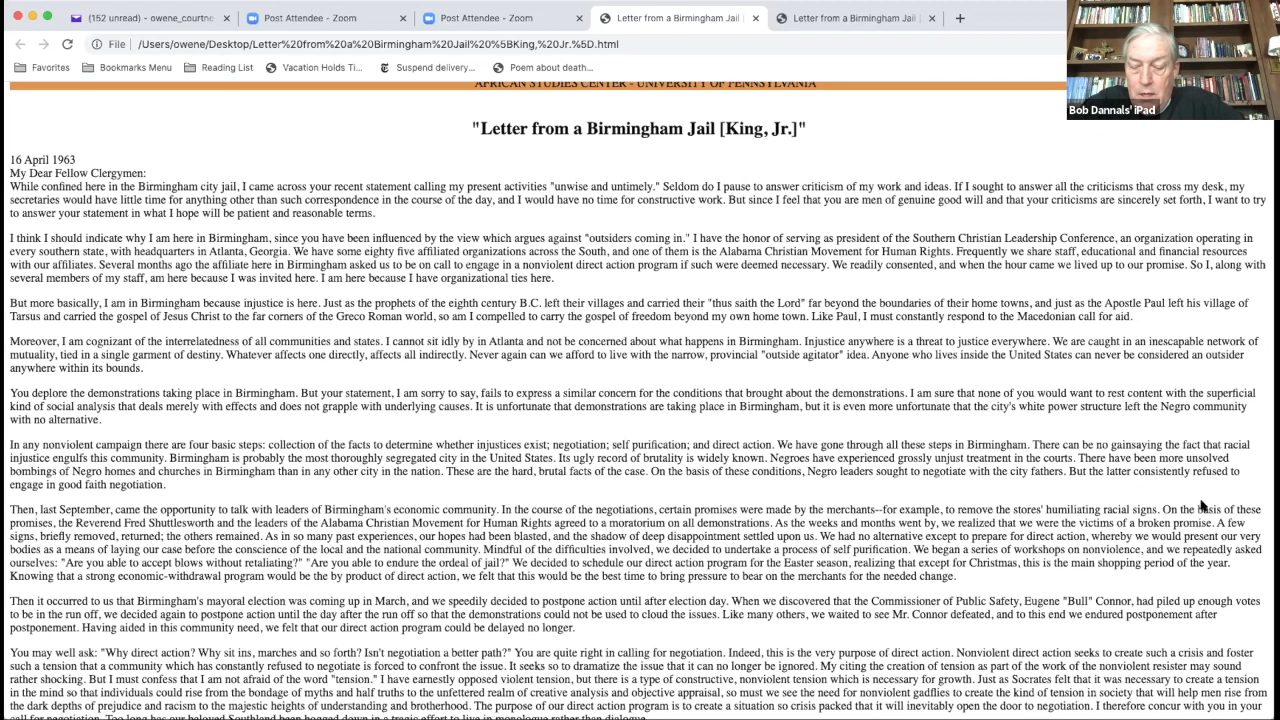 (152 unread) - owene_courtne
Post Attendee - Zoom
Post Attendee - Zoom
Letter from a Birmingham Jail
Letter from a Birmingham Jail
File
/Users/owene/Desktop/Letter%20from%20a%20Birmingham%20Jail%20%5BKing,%20Jr.%5D.html
Favorites
Bookmarks Menu
Reading List
Vacation Holds Ti...
Suspend delivery...
Poem about death...
Bob Dannals' iPad
AFRICAN STUDIES CENTER - UNIVERSITY OF PENNSYLVANIA
"Letter from a Birmingham Jail [King, Jr.]"
16 April 1963
My Dear Fellow Clergymen:
While confined here in the Birmingham city jail, I came across your recent statement calling my present activities "unwise and untimely." Seldom do I pause to answer criticism of my work and ideas. If I sought to answer all the criticisms that cross my desk, my
secretaries would have little time for anything other than such correspondence in the course of the day, and I would have no time for constructive work. But since I feel that you are men of genuine good will and that your criticisms are sincerely set forth, I want to try
to answer your statement in what I hope will be patient and reasonable terms.
I think I should indicate why I am here in Birmingham, since you have been influenced by the view which argues against "outsiders coming in." I have the honor of serving as president of the Southern Christian Leadership Conference, an organization operating in
every southern state, with headquarters in Atlanta, Georgia. We have some eighty five affiliated organizations across the South, and one of them is the Alabama Christian Movement for Human Rights. Frequently we share staff, educational and financial resources
with our affiliates. Several months ago the affiliate here in Birmingham asked us to be on call to engage in a nonviolent direct action program if such were deemed necessary. We readily consented, and when the hour came we lived up to our promise. So I, along with
several members of my staff, am here because I was invited here. I am here because I have organizational ties here.
But more basically, I am in Birmingham because injustice is here. Just as the prophets of the eighth century B.C. left their villages and carried their "thus saith the Lord" far beyond the boundaries of their home towns, and just as the Apostle Paul left his village of
Tarsus and carried the gospel of Jesus Christ to the far corners of the Greco Roman world, so am I compelled to carry the gospel of freedom beyond my own home town. Like Paul, I must constantly respond to the Macedonian call for aid.
Moreover, I am cognizant of the interrelatedness of all communities and states. I cannot sit idly by in Atlanta and not be concerned about what happens in Birmingham. Injustice anywhere is a threat to justice everywhere. We are caught in an inescapable network of
mutuality, tied in a single garment of destiny. Whatever affects one directly, affects all indirectly. Never again can we afford to live with the narrow, provincial "outside agitator" idea. Anyone who lives inside the United States can never be considered an outsider
anywhere within its bounds.
You deplore the demonstrations taking place in Birmingham. But your statement, I am sorry to say, fails to express a similar concern for the conditions that brought about the demonstrations. I am sure that none of you would want to rest content with the superficial
kind of social analysis that deals merely with effects and does not grapple with underlying causes. It is unfortunate that demonstrations are taking place in Birmingham, but it is even more unfortunate that the city's white power structure left the Negro community
with no alternative.
In any nonviolent campaign there are four basic steps: collection of the facts to determine whether injustices exist; negotiation; self purification; and direct action. We have gone through all these steps in Birmingham. There can be no gainsaying the fact that racial
injustice engulfs this community. Birmingham is probably the most thoroughly segregated city in the United States. Its ugly record of brutality is widely known. Negroes have experienced grossly unjust treatment in the courts. There have been more unsolved
bombings of Negro homes and churches in Birmingham than in any other city in the nation. These are the hard, brutal facts of the case. On the basis of these conditions, Negro leaders sought to negotiate with the city fathers. But the latter consistently refused to
engage in good faith negotiation.
Then, last September, came the opportunity to talk with leaders of Birmingham's economic community. In the course of the negotiations, certain promises were made by the merchants--for example, to remove the stores' humiliating racial signs. On the basis of these
promises, the Reverend Fred Shuttlesworth and the leaders of the Alabama Christian Movement for Human Rights agreed to a moratorium on all demonstrations. As the weeks and months went by, we realized that we were the victims of a broken promise. A few
signs, briefly removed, returned; the others remained. As in so many past experiences, our hopes had been blasted, and the shadow of deep disappointment settled upon us. We had no alternative except to prepare for direct action, whereby we would present our very
bodies as a means of laying our case before the conscience of the local and the national community. Mindful of the difficulties involved, we decided to undertake a process of self purification. We began a series of workshops on nonviolence, and we repeatedly asked
ourselves: "Are you able to accept blows without retaliating?" "Are you able to endure the ordeal of jail?" We decided to schedule our direct action program for the Easter season, realizing that except for Christmas, this is the main shopping period of the year.
Knowing that a strong economic-withdrawal program would be the by product of direct action, we felt that this would be the best time to bring pressure to bear on the merchants for the needed change.
Then it occurred to us that Birmingham's mayoral election was coming up in March, and we speedily decided to postpone action until after election day. When we discovered that the Commissioner of Public Safety, Eugene "Bull" Connor, had piled up enough votes
to be in the run off, we decided again to postpone action until the day after the run off so that the demonstrations could not be used to cloud the issues. Like many others, we waited to see Mr. Connor defeated, and to this end we endured postponement after
postponement. Having aided in this community need, we felt that our direct action program could be delayed no longer.
You may well ask: "Why direct action? Why sit ins, marches and so forth? Isn't negotiation a better path?" You are quite right in calling for negotiation. Indeed, this is the very purpose of direct action. Nonviolent direct action seeks to create such a crisis and foster
such a tension that a community which has constantly refused to negotiate is forced to confront the issue. It seeks so to dramatize the issue that it can no longer be ignored. My citing the creation of tension as part of the work of the nonviolent resister may sound
rather shocking. But I must confess that I am not afraid of the word "tension." I have earnestly opposed violent tension, but there is a type of constructive, nonviolent tension which is necessary for growth. Just as Socrates felt that it was necessary to create a tension
in the mind so that individuals could rise from the bondage of myths and half truths to the unfettered realm of creative analysis and objective appraisal, so must we see the need for nonviolent gadflies to create the kind of tension in society that will help men rise from
the dark depths of prejudice and racism to the majestic heights of understanding and brotherhood. The purpose of our direct action program is to create a situation so crisis packed that it will inevitably open the door to negotiation. I therefore concur with you in your
call for negotiation. Too long has our beloved Southland been bogged down in a tragic effort to live in monologue rather than dialogue.